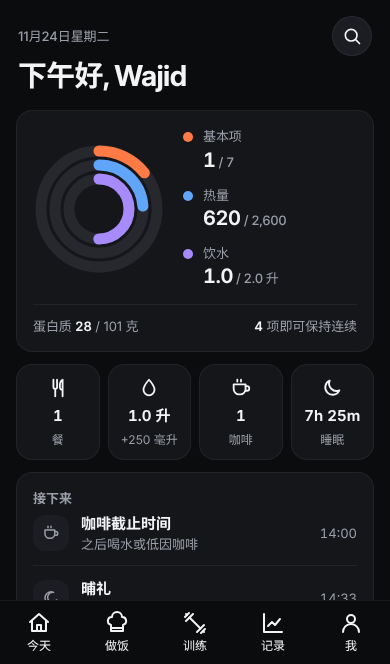 11月24日星期二
下午好, Wajid
基本项
1 / 7
热量
620 / 2,600
饮水
1.0 / 2.0 升
蛋白质 28 / 101 克
4 项即可保持连续
1
餐
1.0 升
+250 毫升
1
咖啡
7h 25m
睡眠
接下来
咖啡截止时间
之后喝水或低因咖啡
14:00
晡礼
14:33
今天
做饭
训练
记录
我